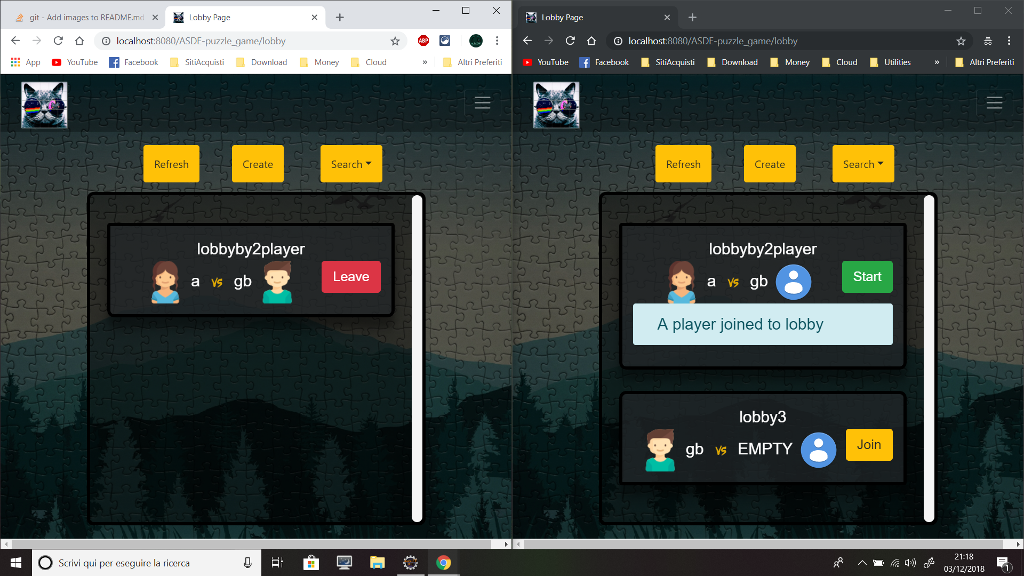 git - Add images to README.md
Lobby Page
localhost:8080/ASDE-puzzle_game/lobby
ABP
App
YouTube
Facebook
SitiAcquisti
Download
Money
Cloud
»
Altri Preferiti
Refresh
Create
Search
lobbyby2player
a vs gb
Leave
Lobby Page
localhost:8080/ASDE-puzzle_game/lobby
YouTube
Facebook
SitiAcquisti
Download
Money
Cloud
Utilities
»
Altri Preferiti
Refresh
Create
Search
lobbyby2player
a vs gb
Start
A player joined to lobby
lobby3
gb vs EMPTY
Join
Scrivi qui per eseguire la ricerca
21:18
03/12/2018
1